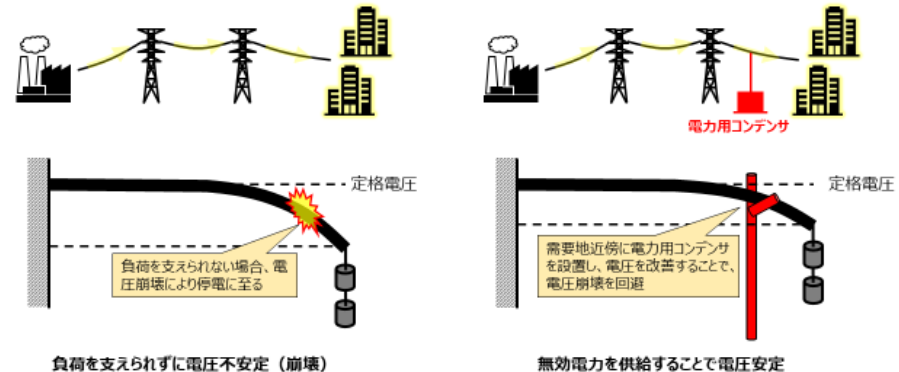 電力用コンデンサ
定格電圧
負荷を支えられない場合、電
圧崩壊により停電に至る
負荷を支えられずに電圧不安定（崩壊）
定格電圧
需要地近傍に電力用コンデンサ
を設置し、電圧を改善することで、
電圧崩壊を回避
無効電力を供給することで電圧安定